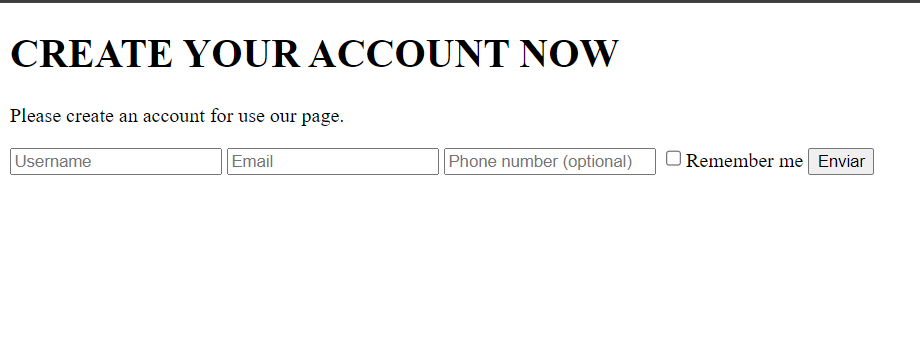 CREATE YOUR ACCOUNT NOW
Please create an account for use our page.
Username Email Phone number (optional) Remember me Enviar